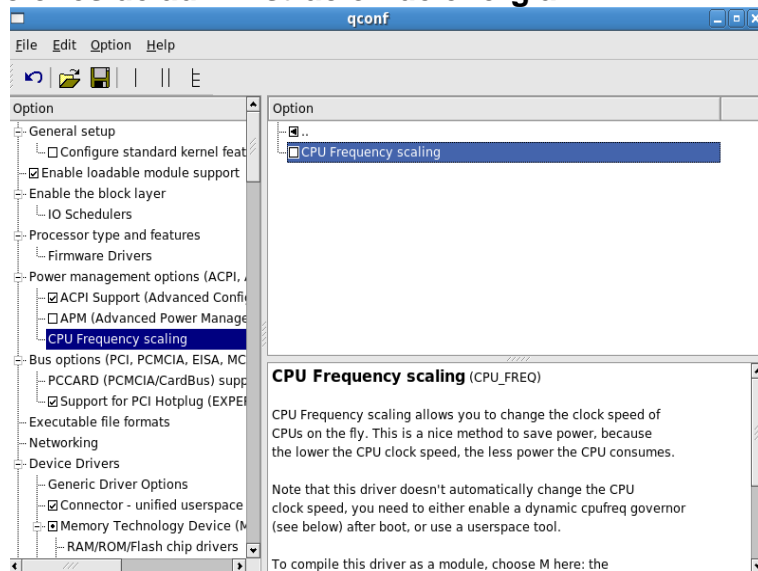 qconf
File Edit Option Help
Option
General setup
Configure standard kernel feat
Enable loadable module support
Enable the block layer
IO Schedulers
Processor type and features
Firmware Drivers
Power management options (ACPI,
ACPI Support (Advanced Confi
APM (Advanced Power Manage
CPU Frequency scaling
Bus options (PCI, PCMCIA, EISA, MC
PCCARD (PCMCIA/CardBus) supp
Support for PCI Hotplug (EXPE
Executable file formats
Networking
Device Drivers
Generic Driver Options
Connector - unified userspace
Memory Technology Device (M
RAM/ROM/Flash chip drivers
Option
..
CPU Frequency scaling
CPU Frequency scaling (CPU_FREQ)
CPU Frequency scaling allows you to change the clock speed of
CPUs on the fly. This is a nice method to save power, because
the lower the CPU clock speed, the less power the CPU consumes.
Note that this driver doesn't automatically change the CPU
clock speed, you need to either enable a dynamic cpufreq governor
(see below) after boot, or use a userspace tool.
To compile this driver as a module, choose M here: the